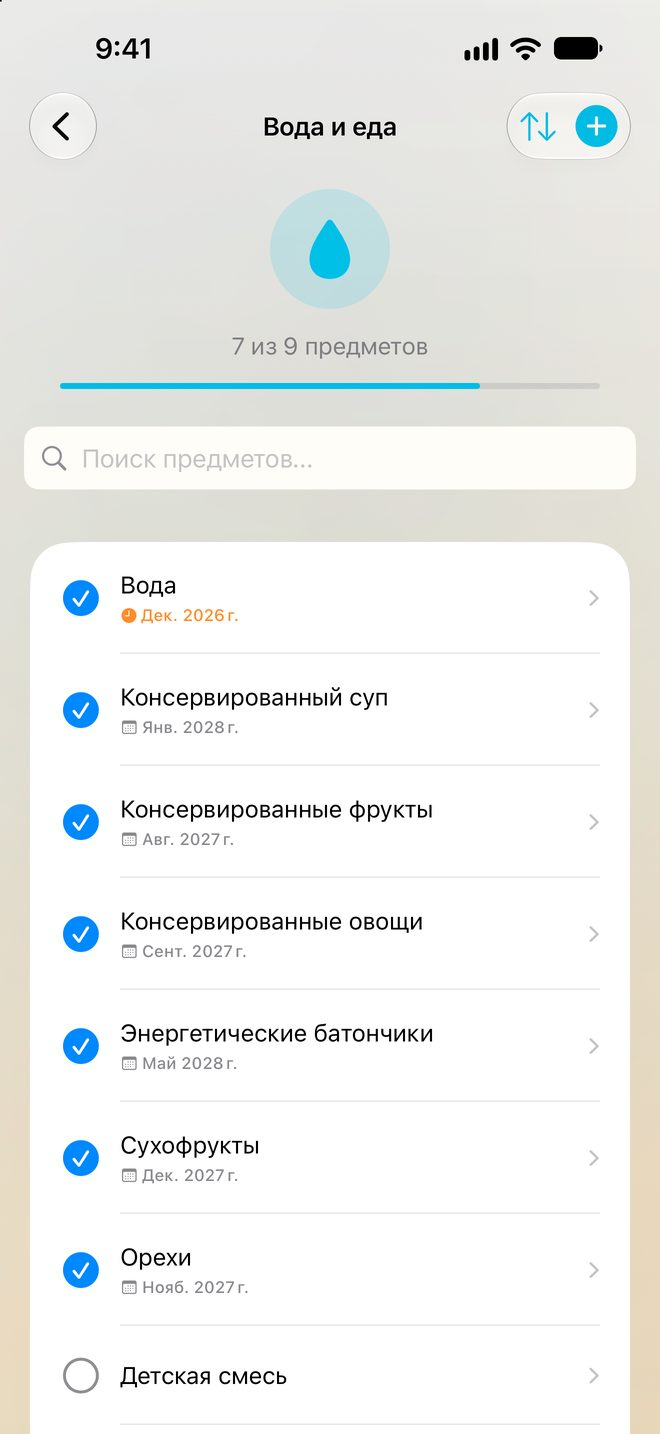 9:41
Вода и еда
7 из 9 предметов
Поиск предметов...
Вода
Дек. 2026 г.
Консервированный суп
Янв. 2028 г.
Консервированные фрукты
Авг. 2027 г.
Консервированные овощи
Сент. 2027 г.
Энергетические батончики
Май 2028 г.
Сухофрукты
Дек. 2027 г.
Орехи
Нояб. 2027 г.
Детская смесь